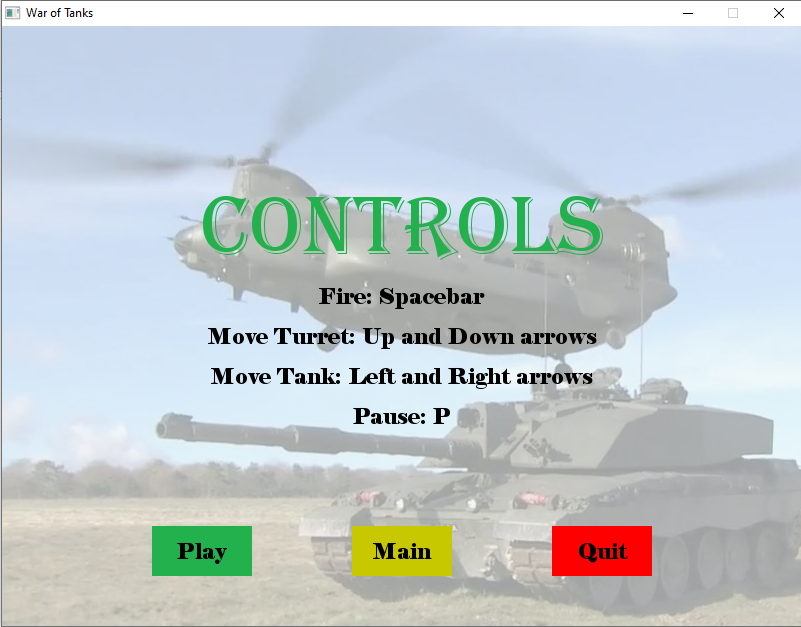 War of Tanks
CONTROLS
Fire: Spacebar
Move Turret: Up and Down arrows
Move Tank: Left and Right arrows
Pause: P
Play
Main
Quit